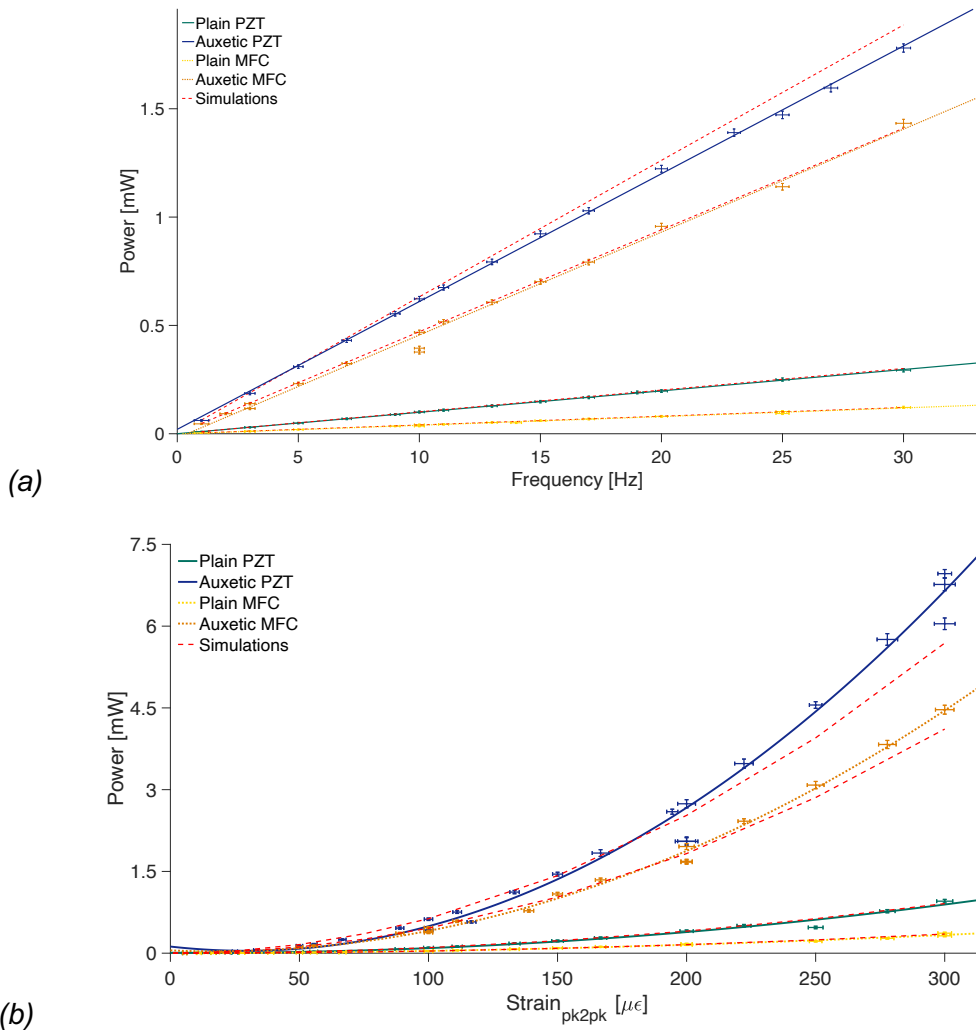 Plain PZT
Auxetic PZT
Plain MFC
Auxetic MFC
Simulations
1.5
1
0.5
0
Power [mW]
0 5 10 15 20 25 30
Frequency [Hz]
(a)
7.5
6
4.5
3
1.5
0
Plain PZT
Auxetic PZT
Plain MFC
Auxetic MFC
Simulations
Power [mW]
0 50 100 150 200 250 300
Strain_pk2pk [με]
(b)